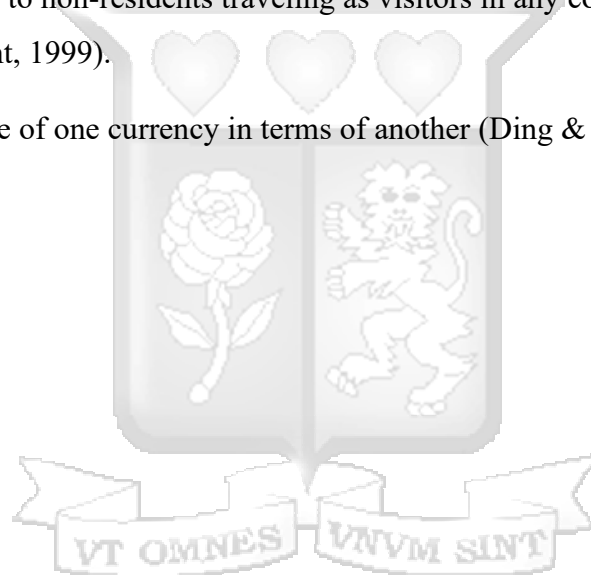 to non-residents traveling as visitors in any co
nt, 1999).
e of one currency in terms of another (Ding &
VT OMNES VNVM SINT